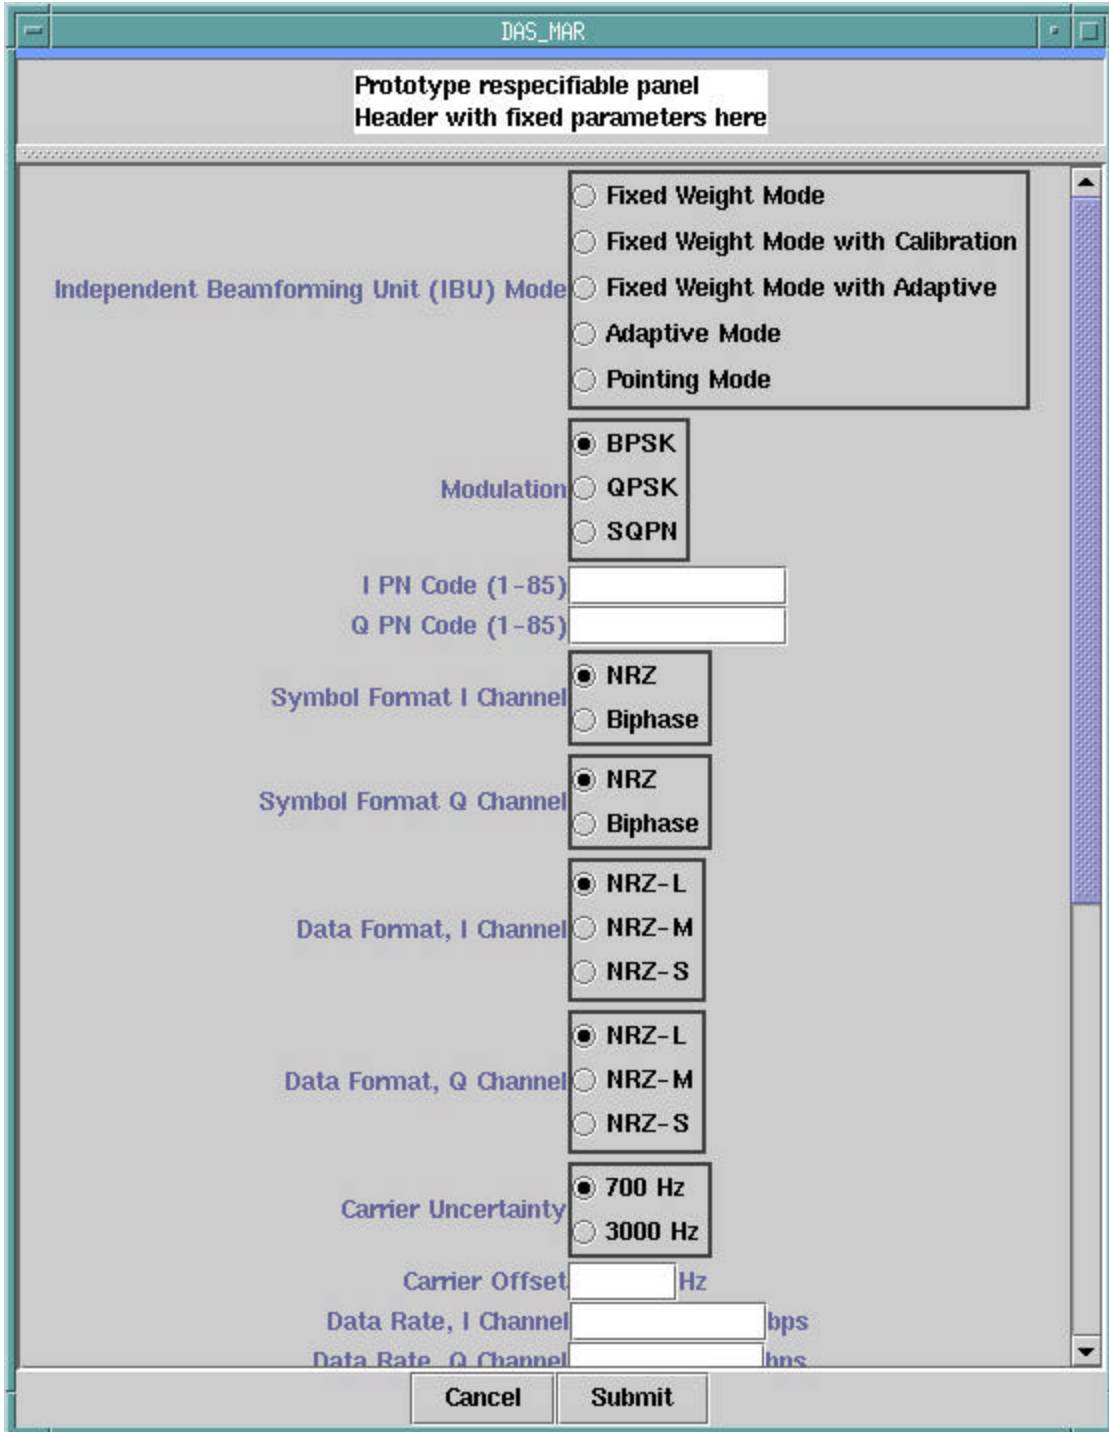 DAS_MAR
Prototype respecifiable panel
Header with fixed parameters here
Independent Beamforming Unit (IBU) Mode
Fixed Weight Mode
Fixed Weight Mode with Calibration
Fixed Weight Mode with Adaptive
Adaptive Mode
Pointing Mode
Modulation
BPSK
QPSK
SQPN
I PN Code (1-85)
Q PN Code (1-85)
Symbol Format I Channel
NRZ
Biphase
Symbol Format Q Channel
NRZ
Biphase
Data Format, I Channel
NRZ-L
NRZ-M
NRZ-S
Data Format, Q Channel
NRZ-L
NRZ-M
NRZ-S
Carrier Uncertainty
700 Hz
3000 Hz
Carrier Offset Hz
Data Rate, I Channel bps
Data Rate, Q Channel bps
Cancel Submit